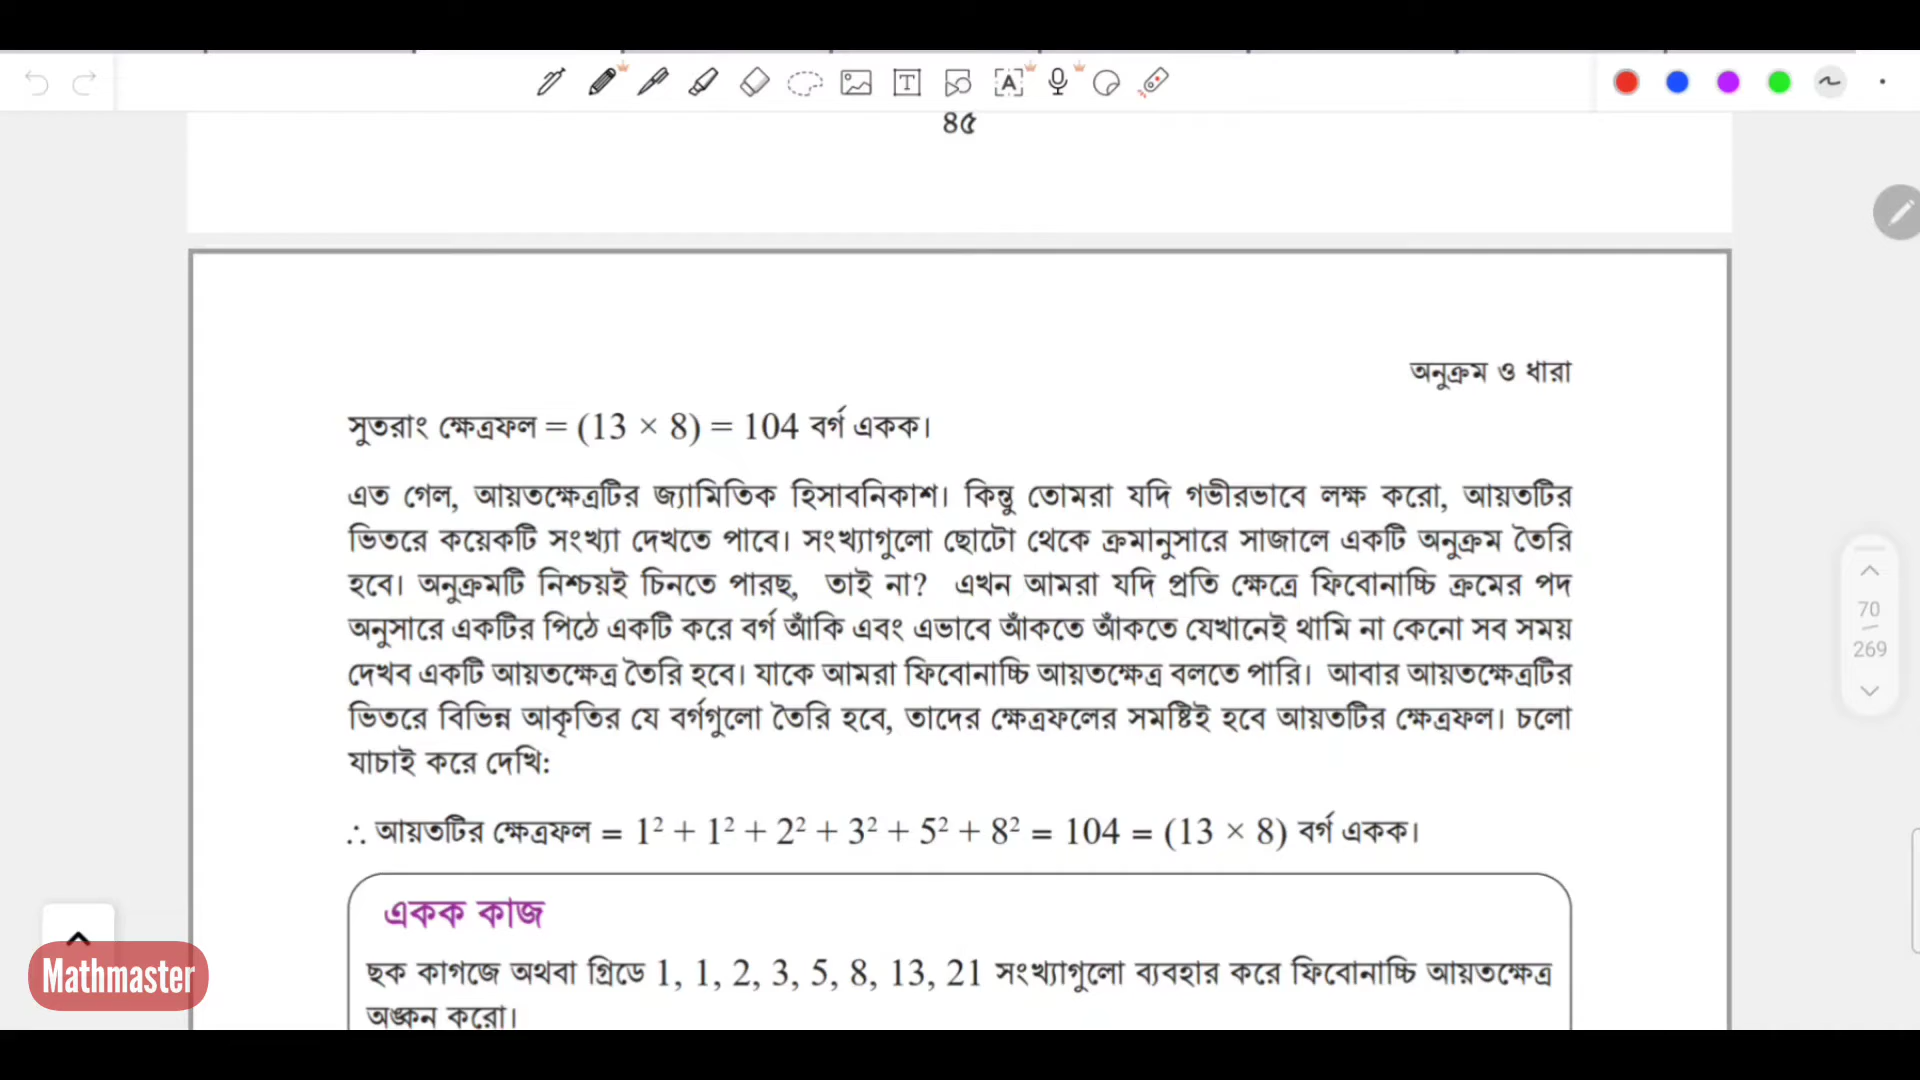 ৪৫
অনুক্রম ও ধারা
সুতরাং ক্ষেত্রফল = (13 × 8) = 104 বর্গ একক।
এত গেল, আয়তক্ষেত্রটির জ্যামিতিক হিসাবনিকাশ। কিন্তু তোমরা যদি গভীরভাবে লক্ষ করো, আয়তটির
ভিতরে কয়েকটি সংখ্যা দেখতে পাবে। সংখ্যাগুলো ছোটো থেকে ক্রমানুসারে সাজালে একটি অনুক্রম তৈরি
হবে। অনুক্রমটি নিশ্চয়ই চিনতে পারছ, তাই না? এখন আমরা যদি প্রতি ক্ষেত্রে ফিবোনাচ্চি ক্রমের পদ
অনুসারে একটির পিঠে একটি করে বর্গ আঁকি এবং এভাবে আঁকতে আঁকতে যেখানেই থামি না কেনো সব সময়
দেখব একটি আয়তক্ষেত্র তৈরি হবে। যাকে আমরা ফিবোনাচ্চি আয়তক্ষেত্র বলতে পারি। আবার আয়তক্ষেত্রটির
ভিতরে বিভিন্ন আকৃতির যে বর্গগুলো তৈরি হবে, তাদের ক্ষেত্রফলের সমষ্টিই হবে আয়তটির ক্ষেত্রফল। চলো
যাচাই করে দেখি:
∴ আয়তটির ক্ষেত্রফল = 1² + 1² + 2² + 3² + 5² + 8² = 104 = (13 × 8) বর্গ একক।
একক কাজ
ছক কাগজে অথবা গ্রিডে 1, 1, 2, 3, 5, 8, 13, 21 সংখ্যাগুলো ব্যবহার করে ফিবোনাচ্চি আয়তক্ষেত্র
অঙ্কন করো।
70
269
Mathmaster